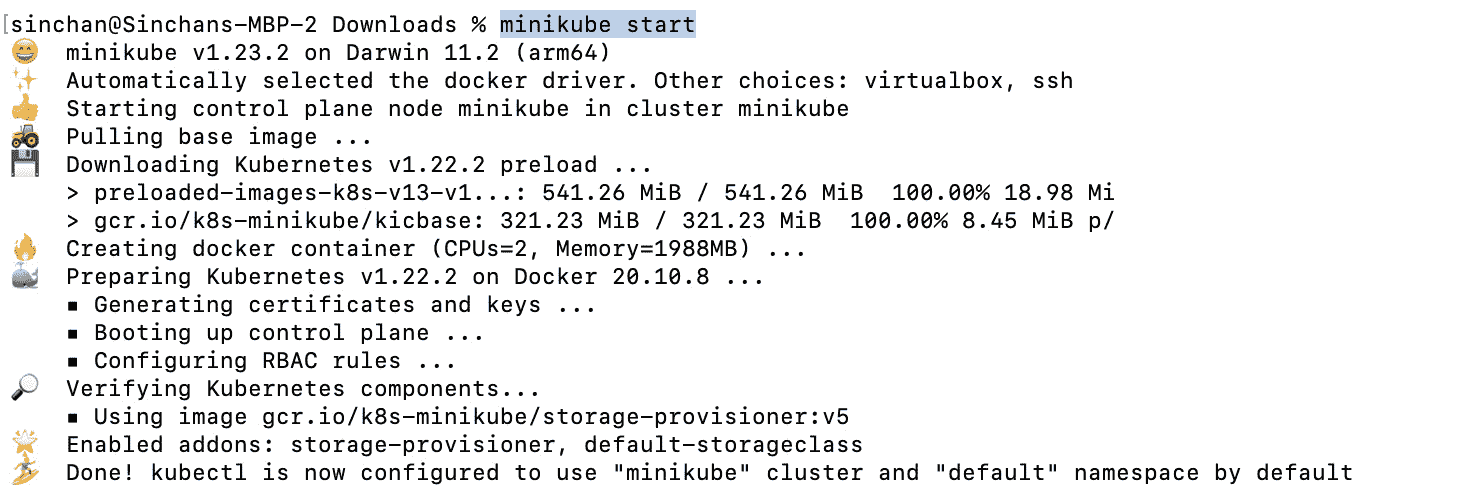 [sinchan@Sinchans-MBP-2 Downloads % minikube start
😄  minikube v1.23.2 on Darwin 11.2 (arm64)
✨  Automatically selected the docker driver. Other choices: virtualbox, ssh
👍  Starting control plane node minikube in cluster minikube
🚜  Pulling base image ...
💾  Downloading Kubernetes v1.22.2 preload ...
    > preloaded-images-k8s-v13-v1...: 541.26 MiB / 541.26 MiB  100.00% 18.98 Mi
    > gcr.io/k8s-minikube/kicbase: 321.23 MiB / 321.23 MiB  100.00% 8.45 MiB p/
🔥  Creating docker container (CPUs=2, Memory=1988MB) ...
🐳  Preparing Kubernetes v1.22.2 on Docker 20.10.8 ...
    ▪ Generating certificates and keys ...
    ▪ Booting up control plane ...
    ▪ Configuring RBAC rules ...
🔎  Verifying Kubernetes components...
    ▪ Using image gcr.io/k8s-minikube/storage-provisioner:v5
🌟  Enabled addons: storage-provisioner, default-storageclass
🏄  Done! kubectl is now configured to use "minikube" cluster and "default" namespace by default